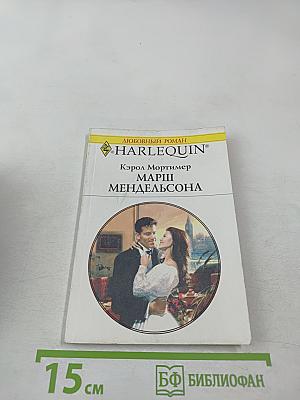 ЛЮБОВНЫЙ РОМАН
HARLEQUIN®
Кэрол Мортимер
МАРШ
МЕНДЕЛЬСОНА
15 см
БФ БИБЛИОФАН